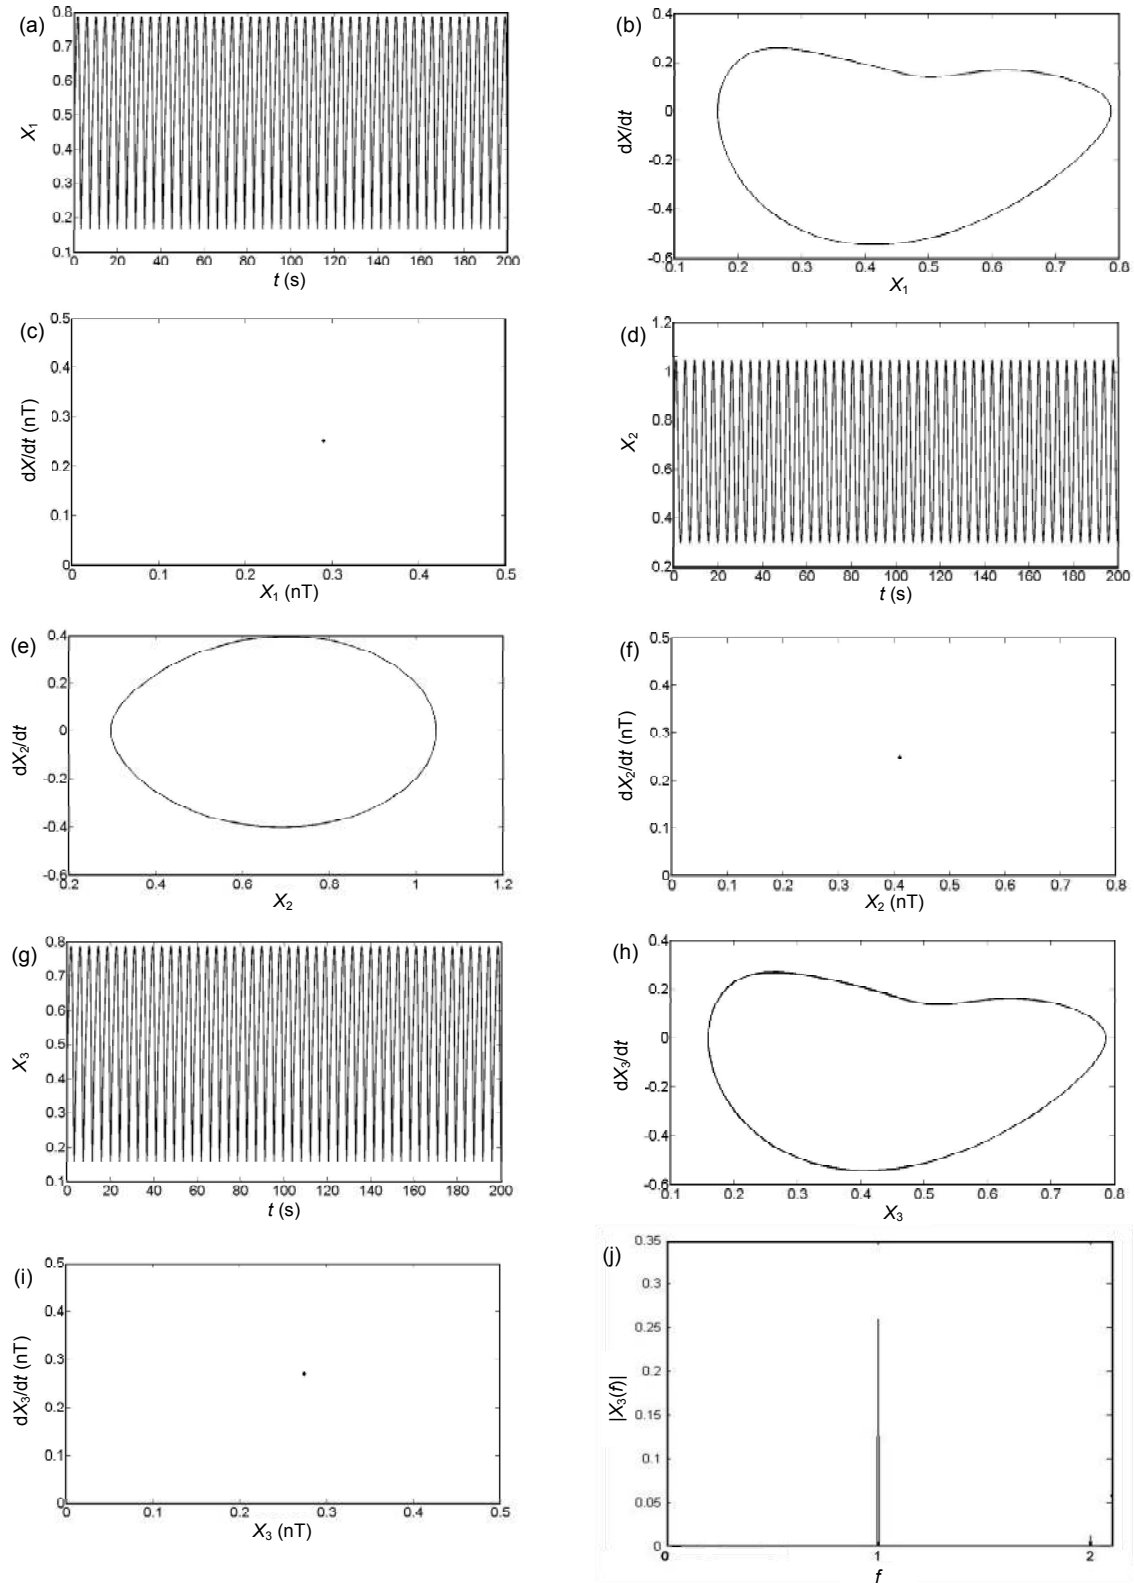 (a)
X1
0.8
0.7
0.6
0.5
0.4
0.3
0.2
0.1
0 20 40 60 80 100 120 140 160 180 200
t (s)
(b)
dX/dt
0.4
0.2
0
-0.2
-0.4
-0.6
0.1 0.2 0.3 0.4 0.5 0.6 0.7 0.8
X1
(c)
dX/dt (nT)
0.5
0.4
0.3
0.2
0.1
0
0 0.1 0.2 0.3 0.4 0.5
X1 (nT)
(d)
X2
1.2
1
0.8
0.6
0.4
0.2
0 20 40 60 80 100 120 140 160 180 200
t (s)
(e)
dX2/dt
0.4
0.2
0
-0.2
-0.4
-0.6
0.2 0.4 0.6 0.8 1 1.2
X2
(f)
dX2/dt (nT)
0.5
0.4
0.3
0.2
0.1
0
0 0.1 0.2 0.3 0.4 0.5 0.6 0.7 0.8
X2 (nT)
(g)
X3
0.8
0.7
0.6
0.5
0.4
0.3
0.2
0.1
0 20 40 60 80 100 120 140 160 180 200
t (s)
(h)
dX3/dt
0.4
0.2
0
-0.2
-0.4
-0.6
0.1 0.2 0.3 0.4 0.5 0.6 0.7 0.8
X3
(i)
dX3/dt (nT)
0.5
0.4
0.3
0.2
0.1
0
0 0.1 0.2 0.3 0.4 0.5
X3 (nT)
(j)
|X3(f)|
0.35
0.3
0.25
0.2
0.15
0.1
0.05
0
0 1 2
f